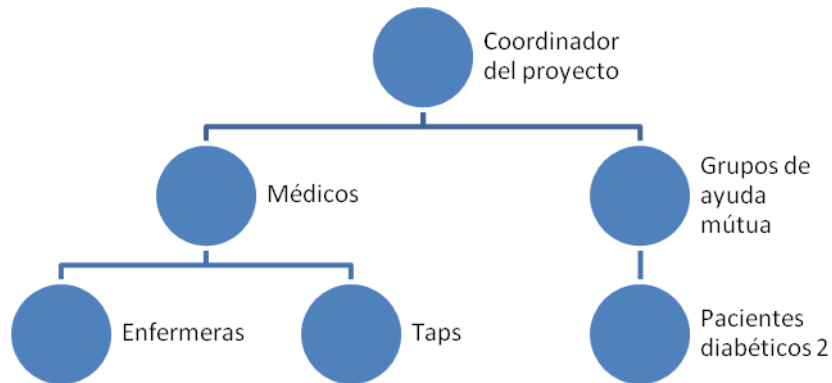 Coordinador
del proyecto
Médicos
Grupos de
ayuda
mútua
Enfermeras
Taps
Pacientes
diabéticos 2